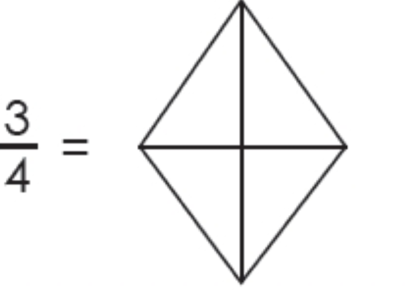 3/4 =